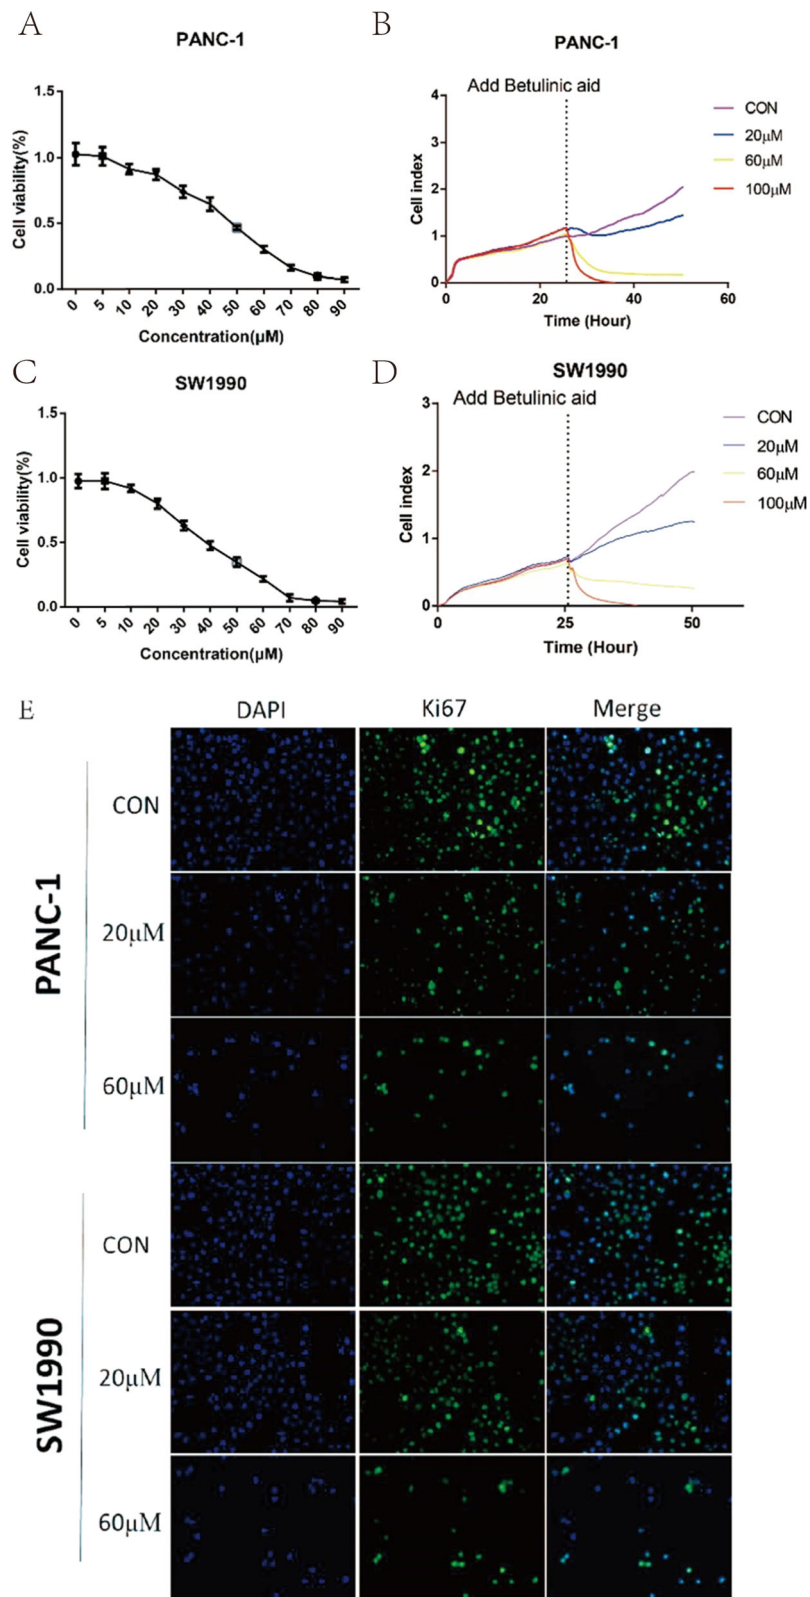 A
PANC-1
Cell viability(%)
1.5
1.0
0.5
0.0
0 5 10 20 30 40 50 60 70 80 90
Concentration(μM)
B
PANC-1
Add Betulinic aid
Cell index
4
3
2
1
0
0 20 40 60
Time (Hour)
CON
20μM
60μM
100μM
C
SW1990
Cell viability(%)
1.5
1.0
0.5
0.0
0 5 10 20 30 40 50 60 70 80 90
Concentration(μM)
D
SW1990
Add Betulinic aid
Cell index
3
2
1
0
0 25 50
Time (Hour)
CON
20μM
60μM
100μM
E
DAPI Ki67 Merge
PANC-1
CON
20μM
60μM
SW1990
CON
20μM
60μM